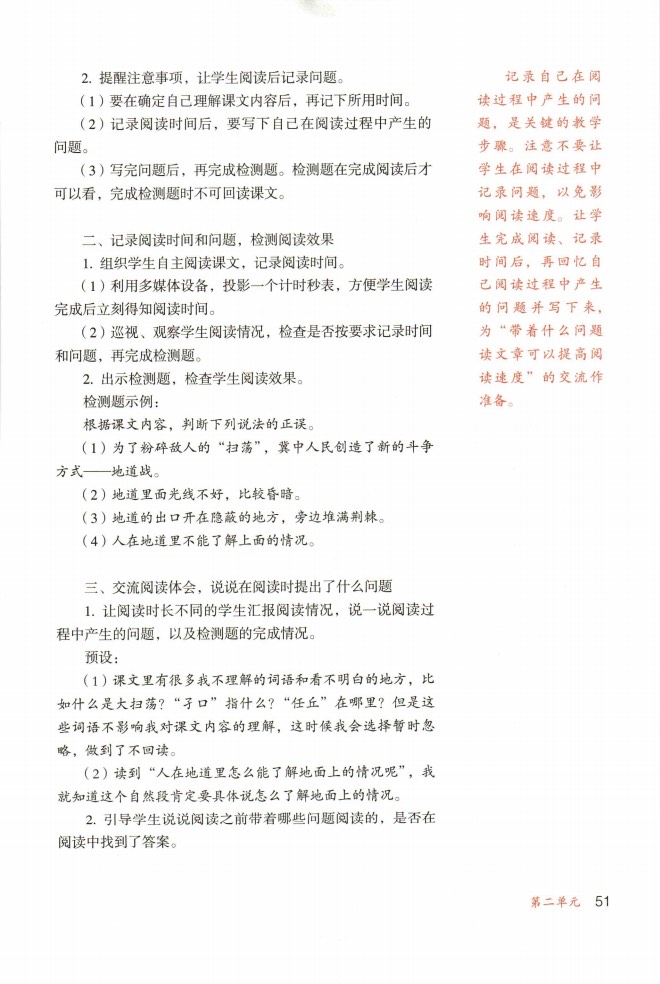 2. 提醒注意事项，让学生阅读后记录问题。
（1）要在确定自己理解课文内容后，再记下所用时间。
（2）记录阅读时间后，要写下自己在阅读过程中产生的
问题。
（3）写完问题后，再完成检测题。检测题在完成阅读后才
可以看，完成检测题时不可回读课文。
二、记录阅读时间和问题，检测阅读效果
1. 组织学生自主阅读课文，记录阅读时间。
（1）利用多媒体设备，投影一个计时秒表，方便学生阅读
完成后立刻得知阅读时间。
（2）巡视、观察学生阅读情况，检查是否按要求记录时间
和问题，再完成检测题。
2. 出示检测题，检查学生阅读效果。
检测题示例：
根据课文内容，判断下列说法的正误。
（1）为了粉碎敌人的“扫荡”，冀中人民创造了新的斗争
方式——地道战。
（2）地道里面光线不好，比较昏暗。
（3）地道的出口开在隐蔽的地方，旁边堆满荆棘。
（4）人在地道里不能了解上面的情况。
三、交流阅读体会，说说在阅读时提出了什么问题
1. 让阅读时长不同的学生汇报阅读情况，说一说阅读过
程中产生的问题，以及检测题的完成情况。
预设：
（1）课文里有很多我不理解的词语和看不明白的地方，比
如什么是大扫荡？“孑口”指什么？“任丘”在哪里？但是这
些词语不影响我对课文内容的理解，这时候我会选择暂时忽
略，做到了不回读。
（2）读到“人在地道里怎么能了解地面上的情况呢”，我
就知道这个自然段肯定要具体说怎么了解地面上的情况。
2. 引导学生说说阅读之前带着哪些问题阅读的，是否在
阅读中找到了答案。
记录自己在阅
读过程中产生的问
题，是关键的教学
步骤。注意不要让
学生在阅读过程中
记录问题，以免影
响阅读速度。让学
生完成阅读、记录
时间后，再回忆自
己阅读过程中产生
的问题并写下来，
为“带着什么问题
读文章可以提高阅
读速度”的交流作
准备。
第二单元 51